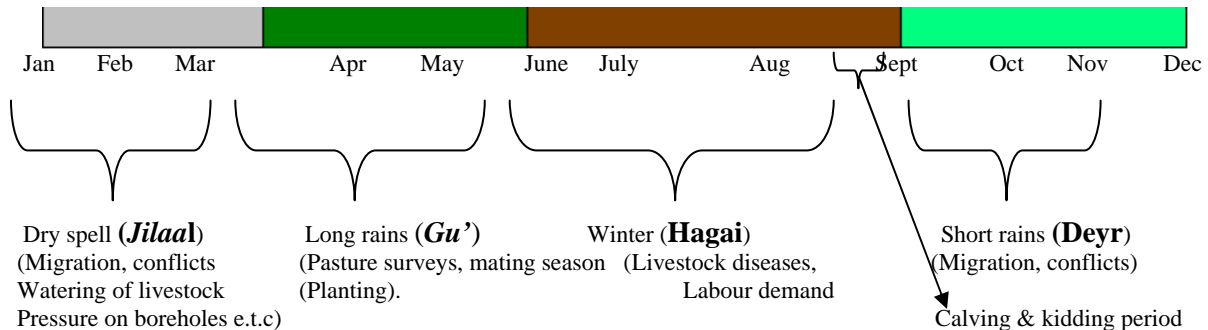 Jan Feb Mar Apr May June July Aug Sept Oct Nov Dec
Dry spell (Jilaal) Long rains (Gu’) Winter (Hagai) Short rains (Deyr)
(Migration, conflicts (Pasture surveys, mating season (Livestock diseases, (Migration, conflicts)
Watering of livestock (Planting). Labour demand
Pressure on boreholes e.t.c) Calving & kidding period